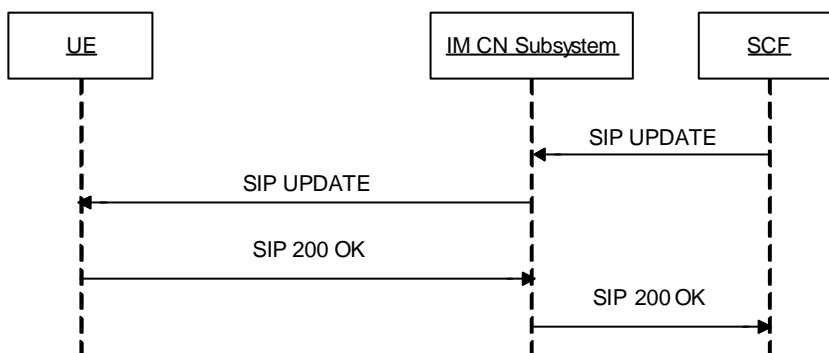 UE
IM CN Subsystem
SCF
SIP UPDATE
SIP UPDATE
SIP 200 OK
SIP 200 OK